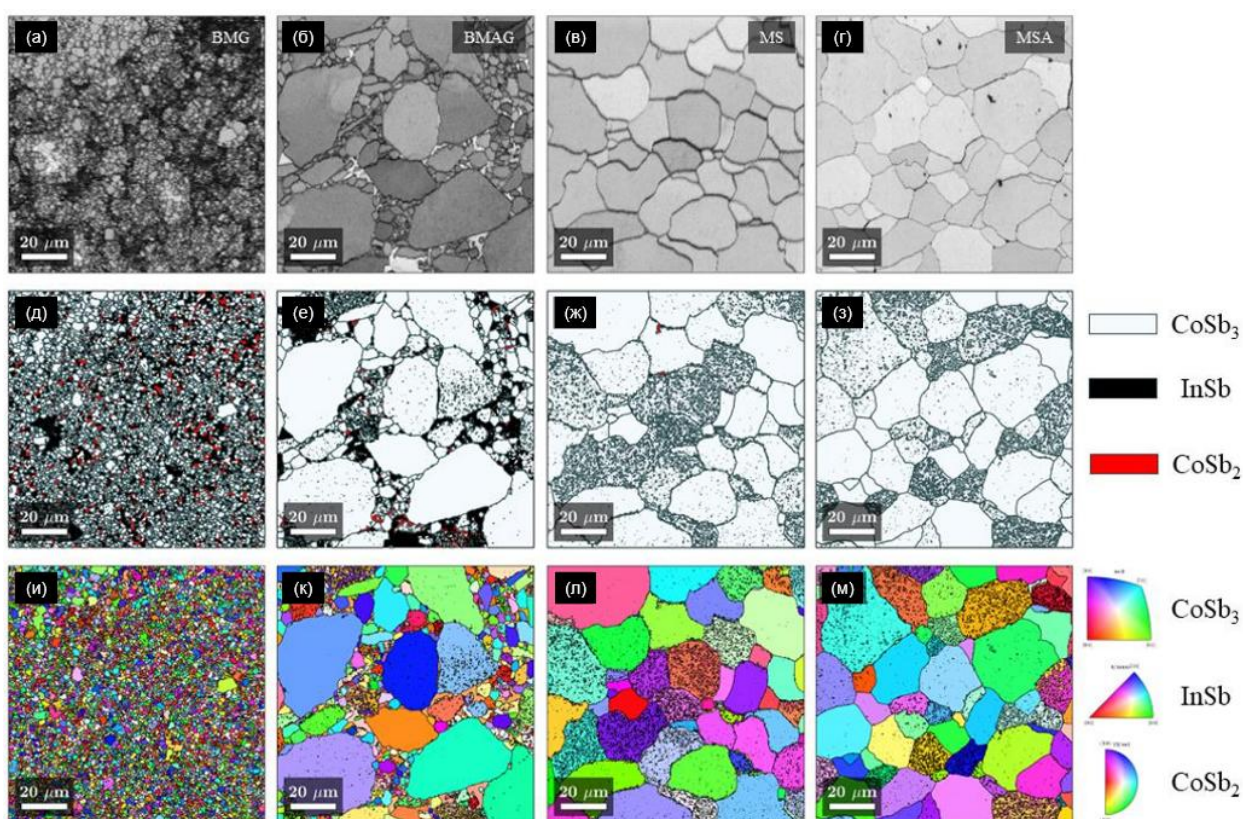 (а) BMG
(б) BMAG
(в) MS
(г) MSA
20 μm
20 μm
20 μm
20 μm
(д)
(е)
(ж)
(з)
CoSb3
InSb
CoSb2
20 μm
20 μm
20 μm
20 μm
(и)
(к)
(л)
(м)
CoSb3
InSb
CoSb2
20 μm
20 μm
20 μm
20 μm